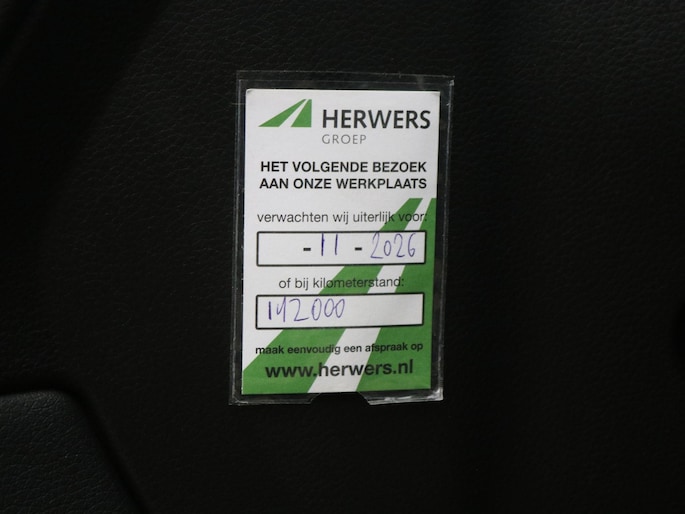 HERWERS
GROEP
HET VOLGENDE BEZOEK
AAN ONZE WERKPLAATS
verwachten wij uiterlijk voor:
- 11 - 2026
of bij kilometerstand:
142000
maak eenvoudig een afspraak op
www.herwers.nl